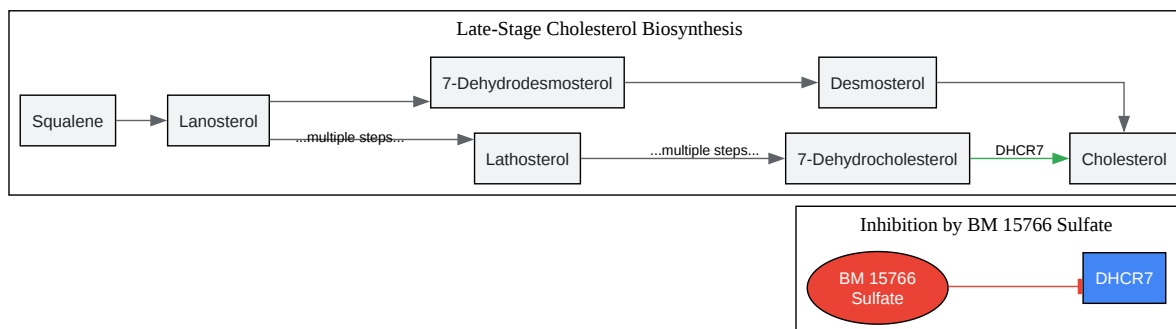 Late-Stage Cholesterol Biosynthesis
7-Dehydrodesmosterol
Desmosterol
Squalene
Lanosterol
...multiple steps...
Lathosterol
...multiple steps...
7-Dehydrocholesterol
DHCR7
Cholesterol
Inhibition by BM 15766 Sulfate
BM 15766
Sulfate
DHCR7